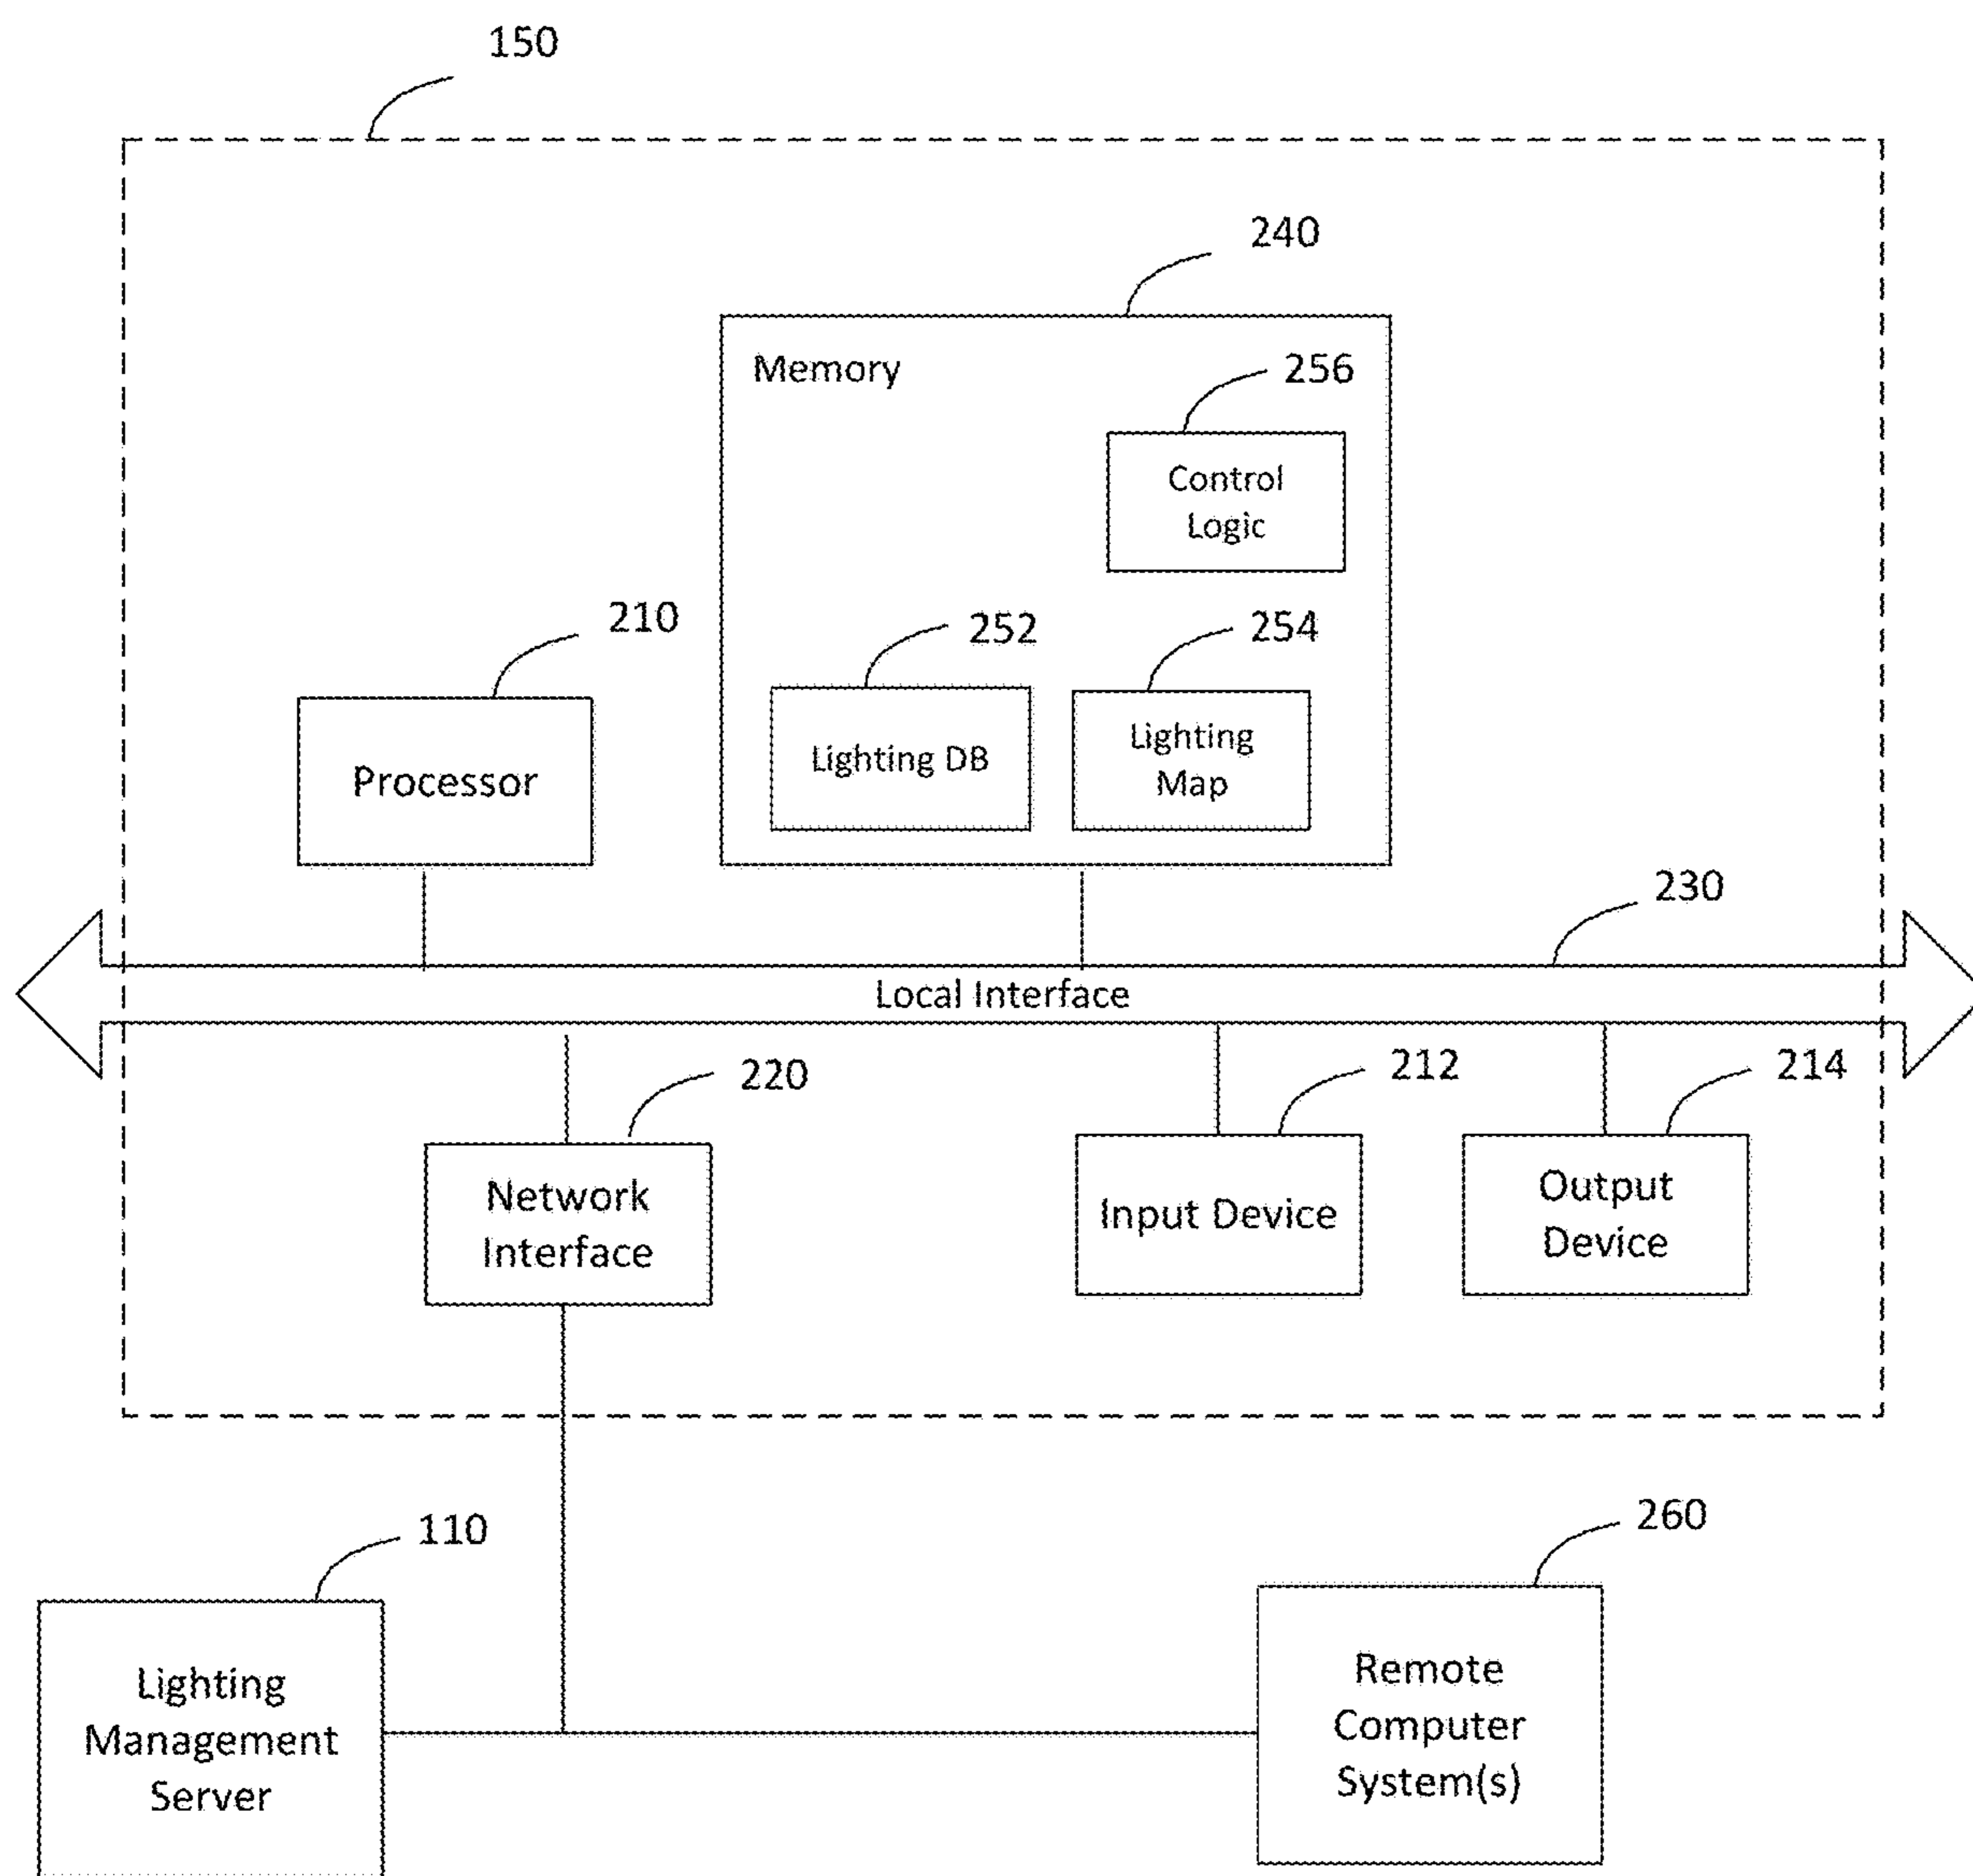 150
240
Memory
256
Control
Logic
210
252
254
Processor
Lighting DB
Lighting
Map
230
Local Interface
220
212
214
Network
Interface
Input Device
Output
Device
110
260
Lighting
Management
Server
Remote
Computer
System(s)